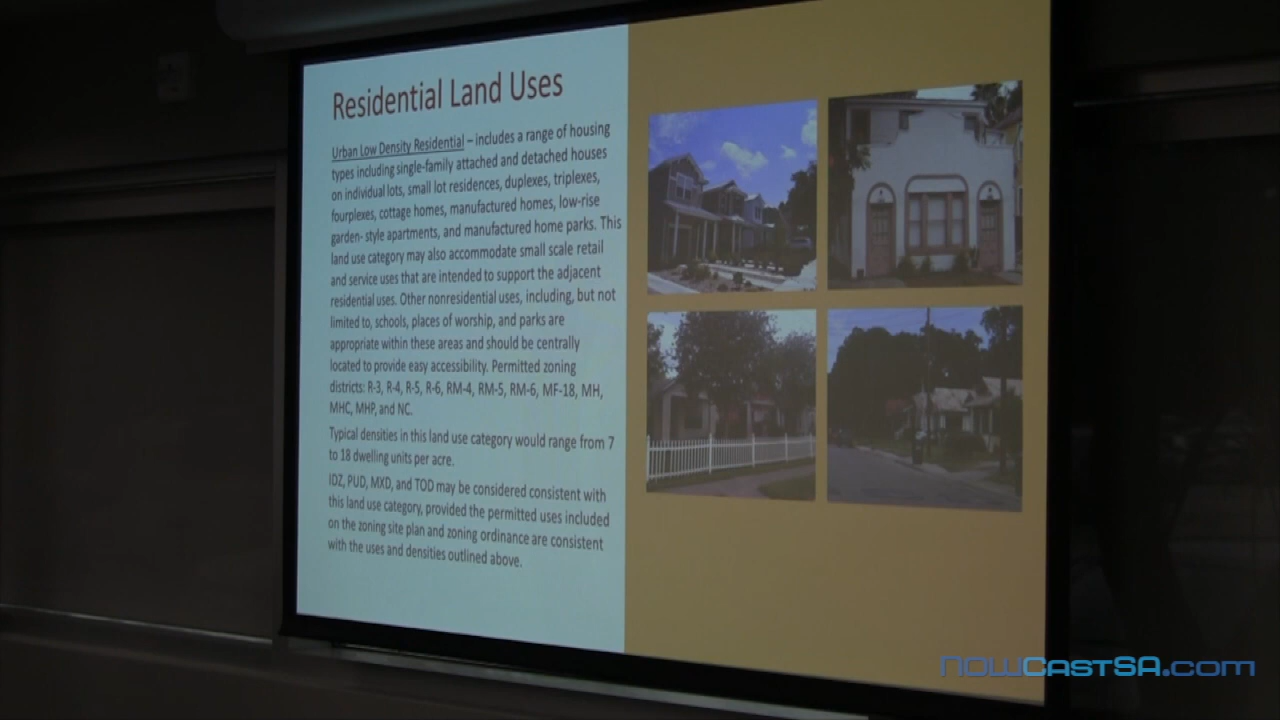 Residential Land Uses
Urban Low Density Residential – includes a range of housing
types including single-family attached and detached houses
on individual lots, small lot residences, duplexes, triplexes,
fourplexes, cottage homes, manufactured homes, low-rise
garden- style apartments, and manufactured home parks. This
land use category may also accommodate small scale retail
and service uses that are intended to support the adjacent
residential uses. Other nonresidential uses, including, but not
limited to, schools, places of worship, and parks are
appropriate within these areas and should be centrally
located to provide easy accessibility. Permitted zoning
districts: R-3, R-4, R-5, R-6, RM-4, RM-5, RM-6, MF-18, MH,
MHC, MHP, and NC.
Typical densities in this land use category would range from 7
to 18 dwelling units per acre.
IDZ, PUD, MXD, and TOD may be considered consistent with
this land use category, provided the permitted uses included
on the zoning site plan and zoning ordinance are consistent
with the uses and densities outlined above.
NOWCASTSA.com